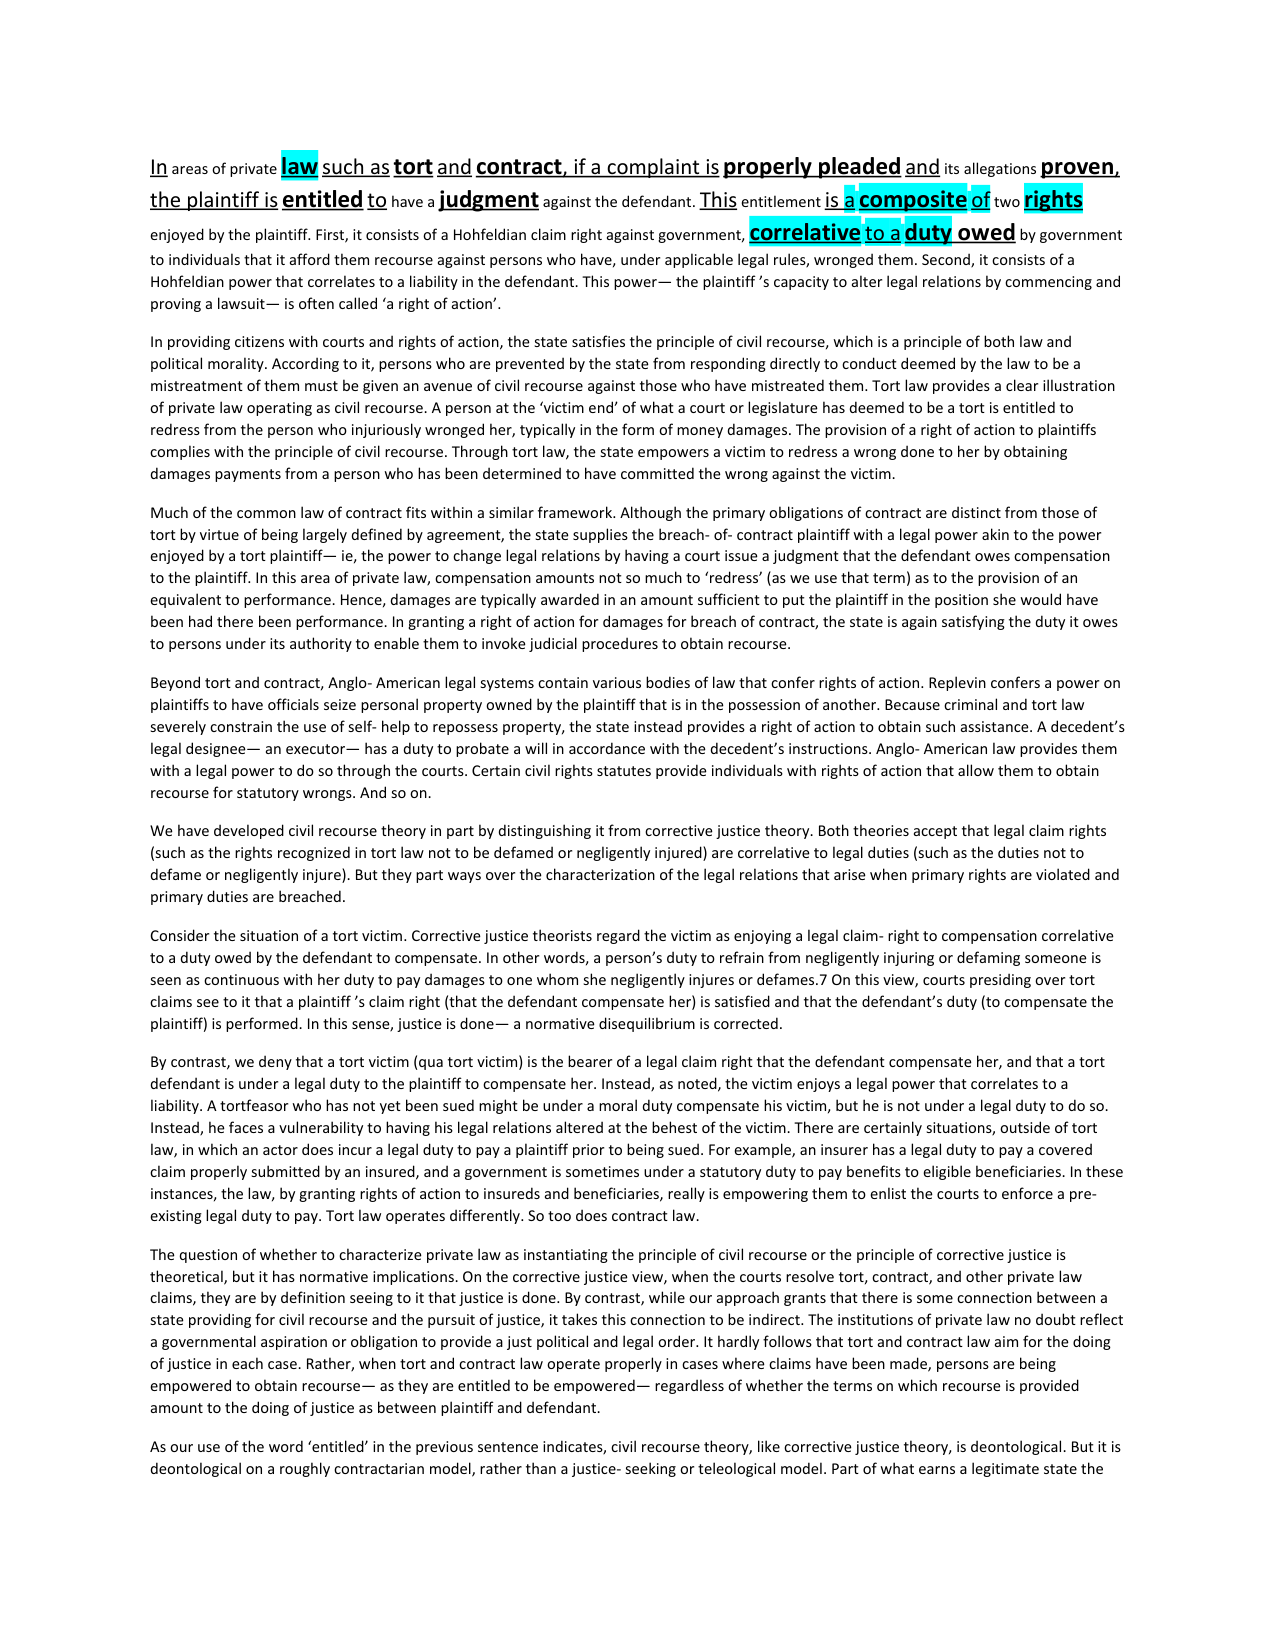 In areas of private law such as tort and contract, if a complaint is properly pleaded and its allegations proven,
the plaintiff is entitled to have a judgment against the defendant. This entitlement is a composite of two rights
enjoyed by the plaintiff. First, it consists of a Hohfeldian claim right against government, correlative to a duty owed by government
to individuals that it afford them recourse against persons who have, under applicable legal rules, wronged them. Second, it consists of a
Hohfeldian power that correlates to a liability in the defendant. This power— the plaintiff ’s capacity to alter legal relations by commencing and
proving a lawsuit— is often called ‘a right of action’.
In providing citizens with courts and rights of action, the state satisfies the principle of civil recourse, which is a principle of both law and
political morality. According to it, persons who are prevented by the state from responding directly to conduct deemed by the law to be a
mistreatment of them must be given an avenue of civil recourse against those who have mistreated them. Tort law provides a clear illustration
of private law operating as civil recourse. A person at the ‘victim end’ of what a court or legislature has deemed to be a tort is entitled to
redress from the person who injuriously wronged her, typically in the form of money damages. The provision of a right of action to plaintiffs
complies with the principle of civil recourse. Through tort law, the state empowers a victim to redress a wrong done to her by obtaining
damages payments from a person who has been determined to have committed the wrong against the victim.
Much of the common law of contract fits within a similar framework. Although the primary obligations of contract are distinct from those of
tort by virtue of being largely defined by agreement, the state supplies the breach- of- contract plaintiff with a legal power akin to the power
enjoyed by a tort plaintiff— ie, the power to change legal relations by having a court issue a judgment that the defendant owes compensation
to the plaintiff. In this area of private law, compensation amounts not so much to ‘redress’ (as we use that term) as to the provision of an
equivalent to performance. Hence, damages are typically awarded in an amount sufficient to put the plaintiff in the position she would have
been had there been performance. In granting a right of action for damages for breach of contract, the state is again satisfying the duty it owes
to persons under its authority to enable them to invoke judicial procedures to obtain recourse.
Beyond tort and contract, Anglo- American legal systems contain various bodies of law that confer rights of action. Replevin confers a power on
plaintiffs to have officials seize personal property owned by the plaintiff that is in the possession of another. Because criminal and tort law
severely constrain the use of self- help to repossess property, the state instead provides a right of action to obtain such assistance. A decedent’s
legal designee— an executor— has a duty to probate a will in accordance with the decedent’s instructions. Anglo- American law provides them
with a legal power to do so through the courts. Certain civil rights statutes provide individuals with rights of action that allow them to obtain
recourse for statutory wrongs. And so on.
We have developed civil recourse theory in part by distinguishing it from corrective justice theory. Both theories accept that legal claim rights
(such as the rights recognized in tort law not to be defamed or negligently injured) are correlative to legal duties (such as the duties not to
defame or negligently injure). But they part ways over the characterization of the legal relations that arise when primary rights are violated and
primary duties are breached.
Consider the situation of a tort victim. Corrective justice theorists regard the victim as enjoying a legal claim- right to compensation correlative
to a duty owed by the defendant to compensate. In other words, a person’s duty to refrain from negligently injuring or defaming someone is
seen as continuous with her duty to pay damages to one whom she negligently injures or defames.7 On this view, courts presiding over tort
claims see to it that a plaintiff ’s claim right (that the defendant compensate her) is satisfied and that the defendant’s duty (to compensate the
plaintiff) is performed. In this sense, justice is done— a normative disequilibrium is corrected.
By contrast, we deny that a tort victim (qua tort victim) is the bearer of a legal claim right that the defendant compensate her, and that a tort
defendant is under a legal duty to the plaintiff to compensate her. Instead, as noted, the victim enjoys a legal power that correlates to a
liability. A tortfeasor who has not yet been sued might be under a moral duty compensate his victim, but he is not under a legal duty to do so.
Instead, he faces a vulnerability to having his legal relations altered at the behest of the victim. There are certainly situations, outside of tort
law, in which an actor does incur a legal duty to pay a plaintiff prior to being sued. For example, an insurer has a legal duty to pay a covered
claim properly submitted by an insured, and a government is sometimes under a statutory duty to pay benefits to eligible beneficiaries. In these
instances, the law, by granting rights of action to insureds and beneficiaries, really is empowering them to enlist the courts to enforce a pre-
existing legal duty to pay. Tort law operates differently. So too does contract law.
The question of whether to characterize private law as instantiating the principle of civil recourse or the principle of corrective justice is
theoretical, but it has normative implications. On the corrective justice view, when the courts resolve tort, contract, and other private law
claims, they are by definition seeing to it that justice is done. By contrast, while our approach grants that there is some connection between a
state providing for civil recourse and the pursuit of justice, it takes this connection to be indirect. The institutions of private law no doubt reflect
a governmental aspiration or obligation to provide a just political and legal order. It hardly follows that tort and contract law aim for the doing
of justice in each case. Rather, when tort and contract law operate properly in cases where claims have been made, persons are being
empowered to obtain recourse— as they are entitled to be empowered— regardless of whether the terms on which recourse is provided
amount to the doing of justice as between plaintiff and defendant.
As our use of the word ‘entitled’ in the previous sentence indicates, civil recourse theory, like corrective justice theory, is deontological. But it is
deontological on a roughly contractarian model, rather than a justice- seeking or teleological model. Part of what earns a legitimate state the